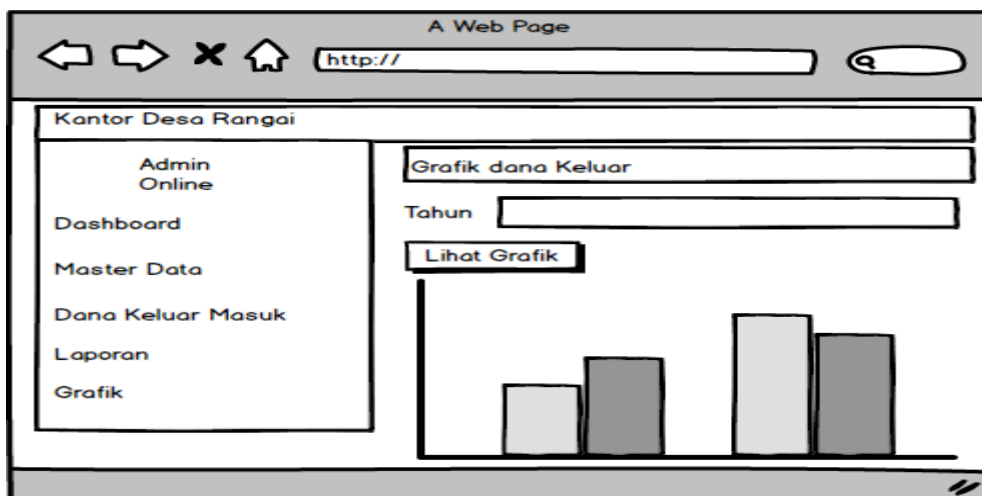 A Web Page
http://
Kantor Desa Rangai
Admin
Online
Dashboard
Master Data
Dana Keluar Masuk
Laporan
Grafik
Grafik dana Keluar
Tahun
Lihat Grafik